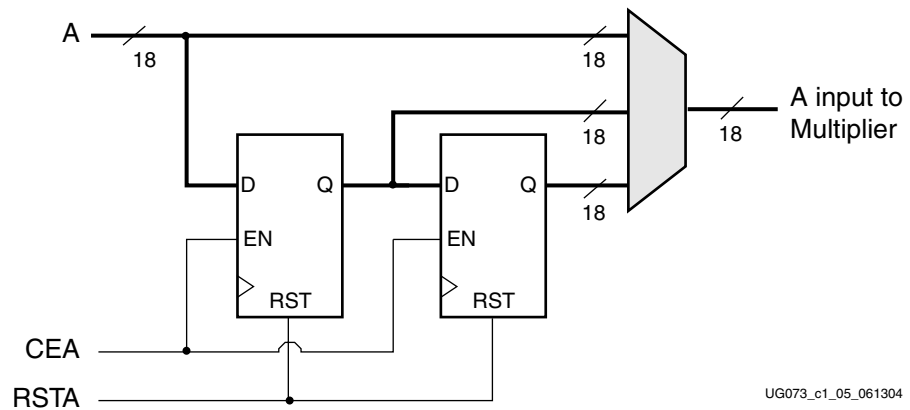 A
18
18
18
18
18
A input to
Multiplier
D
Q
EN
RST
D
Q
EN
RST
CEA
RSTA
UG073_c1_05_061304